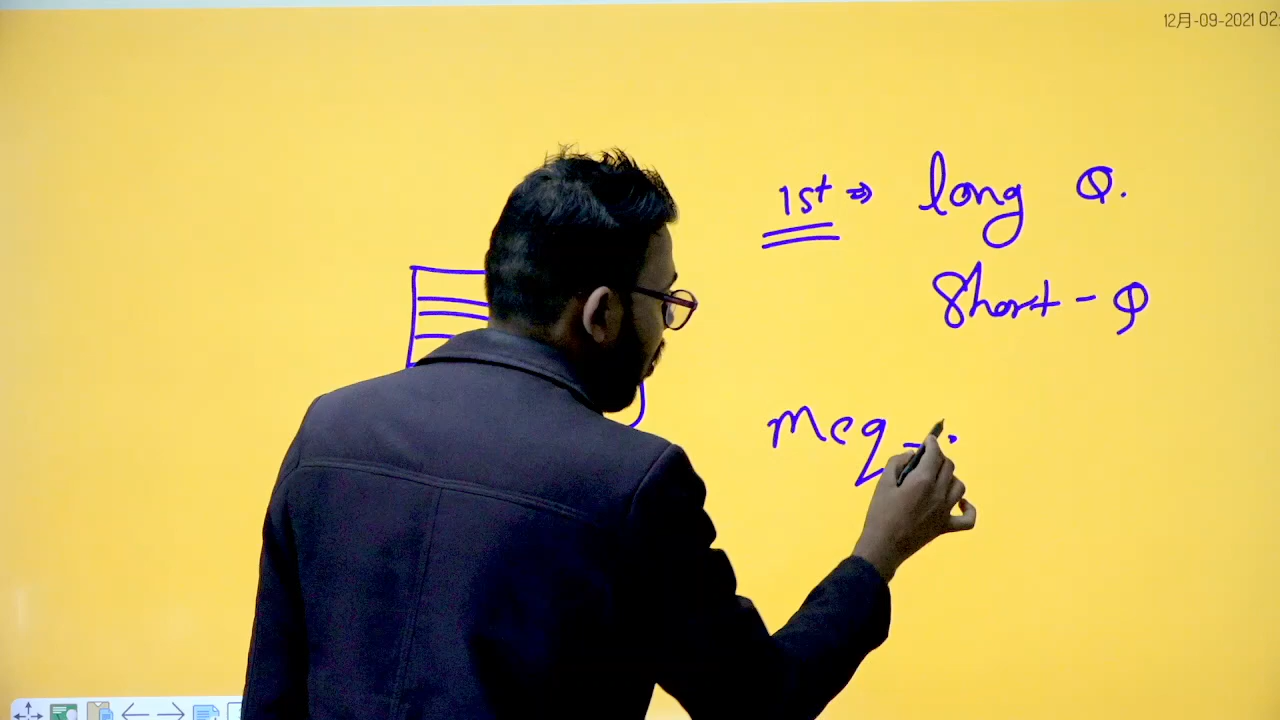 12月-09-2021 02:
1st ⇒ long Q.
Short - Q
Mcq -